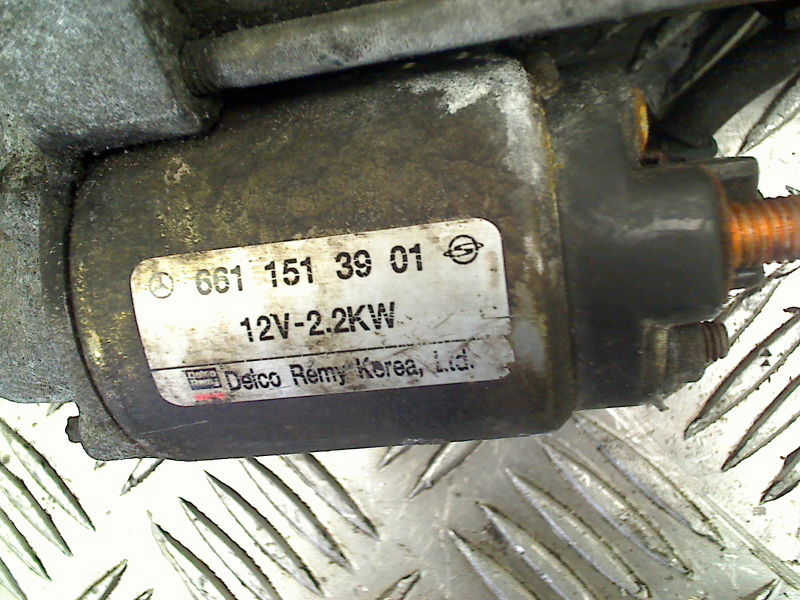 661 151 39 01
12V-2.2KW
Delco Remy Korea, Ltd.